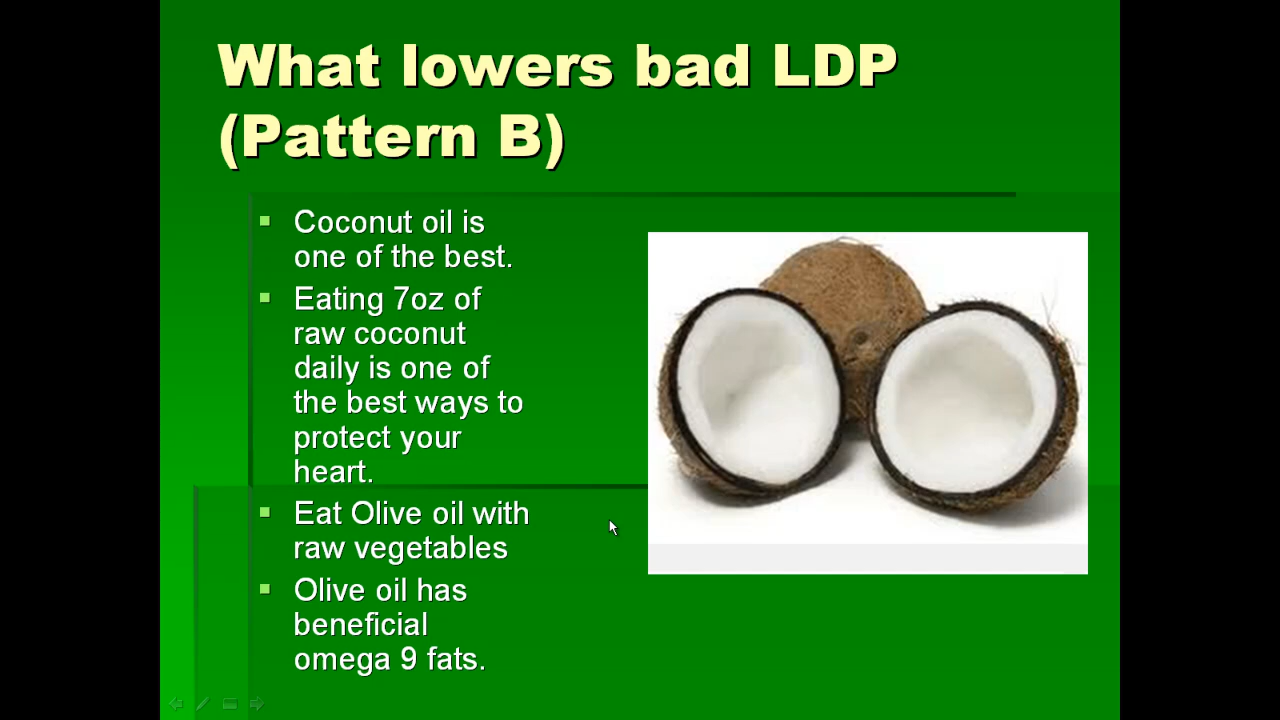 What lowers bad LDP
(Pattern B)
Coconut oil is
one of the best.
Eating 7oz of
raw coconut
daily is one of
the best ways to
protect your
heart.
Eat Olive oil with
raw vegetables
Olive oil has
beneficial
omega 9 fats.